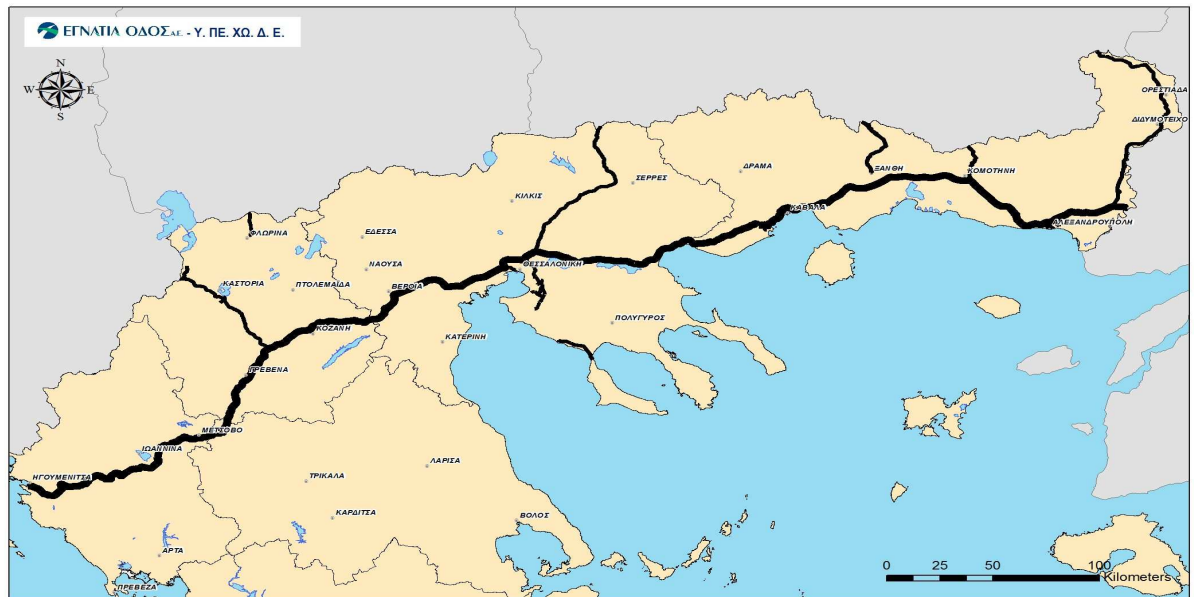 ΕΓΝΑΤΙΑ ΟΔΟΣ Α.Ε. - Υ. ΠΕ. ΧΩ. Δ. Ε.
N
W E
S
ΟΡΕΣΤΙΑΔΑ
ΔΙΔΥΜΟΤΕΙΧΟ
ΔΡΑΜΑ
ΞΑΝΘΗ
ΚΟΜΟΤΗΝΗ
ΣΕΡΡΕΣ
ΚΙΛΚΙΣ
ΚΑΒΑΛΑ
ΑΛΕΞΑΝΔΡΟΥΠΟΛΗ
ΦΛΩΡΙΝΑ
ΕΔΕΣΣΑ
ΝΑΟΥΣΑ
ΘΕΣΣΑΛΟΝΙΚΗ
ΚΑΣΤΟΡΙΑ
ΠΤΟΛΕΜΑΙΔΑ
ΒΕΡΟΙΑ
ΠΟΛΥΓΥΡΟΣ
ΚΟΖΑΝΗ
ΚΑΤΕΡΙΝΗ
ΓΡΕΒΕΝΑ
ΜΕΤΣΟΒΟ
ΙΩΑΝΝΙΝΑ
ΛΑΡΙΣΑ
ΗΓΟΥΜΕΝΙΤΣΑ
ΤΡΙΚΑΛΑ
ΚΑΡΔΙΤΣΑ
ΒΟΛΟΣ
ΑΡΤΑ
ΠΡΕΒΕΖΑ
0 25 50 100
Kilometers